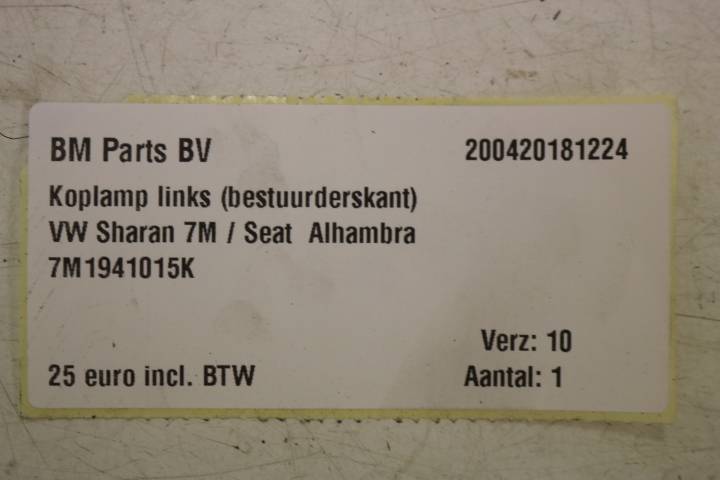 BM Parts BV 200420181224
Koplamp links (bestuurderskant)
VW Sharan 7M / Seat Alhambra
7M1941015K
Verz: 10
25 euro incl. BTW Aantal: 1